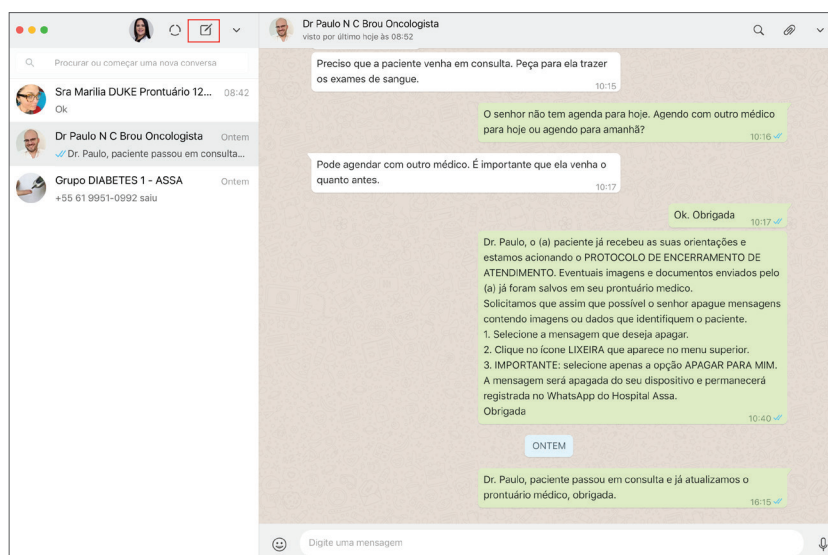 Dr Paulo N C Brou Oncologista
visto por último hoje às 08:52
Procurar ou começar uma nova conversa
Sra Marilia DUKE Prontuário 12... 08:42
Ok
Dr Paulo N C Brou Oncologista Ontem
Dr. Paulo, paciente passou em consulta...
Grupo DIABETES 1 - ASSA Ontem
+55 61 9951-0992 saiu
Preciso que a paciente venha em consulta. Peça para ela trazer
os exames de sangue.
10:15
O senhor não tem agenda para hoje. Agendo com outro médico
para hoje ou agendo para amanhã?
10:16
Pode agendar com outro médico. É importante que ela venha o
quanto antes.
10:17
Ok. Obrigada 10:17
Dr. Paulo, o (a) paciente já recebeu as suas orientações e
estamos acionando o PROTOCOLO DE ENCERRAMENTO DE
ATENDIMENTO. Eventuais imagens e documentos enviados pelo
(a) já foram salvos em seu prontuário medico.
Solicitamos que assim que possível o senhor apague mensagens
contendo imagens ou dados que identifiquem o paciente.
1. Selecione a mensagem que deseja apagar.
2. Clique no ícone LIXEIRA que aparece no menu superior.
3. IMPORTANTE: selecione apenas a opção APAGAR PARA MIM.
A mensagem será apagada do seu dispositivo e permanecerá
registrada no WhatsApp do Hospital Assa.
Obrigada
10:40
ONTEM
Dr. Paulo, paciente passou em consulta e já atualizamos o
prontuário médico, obrigada.
16:15
Digite uma mensagem